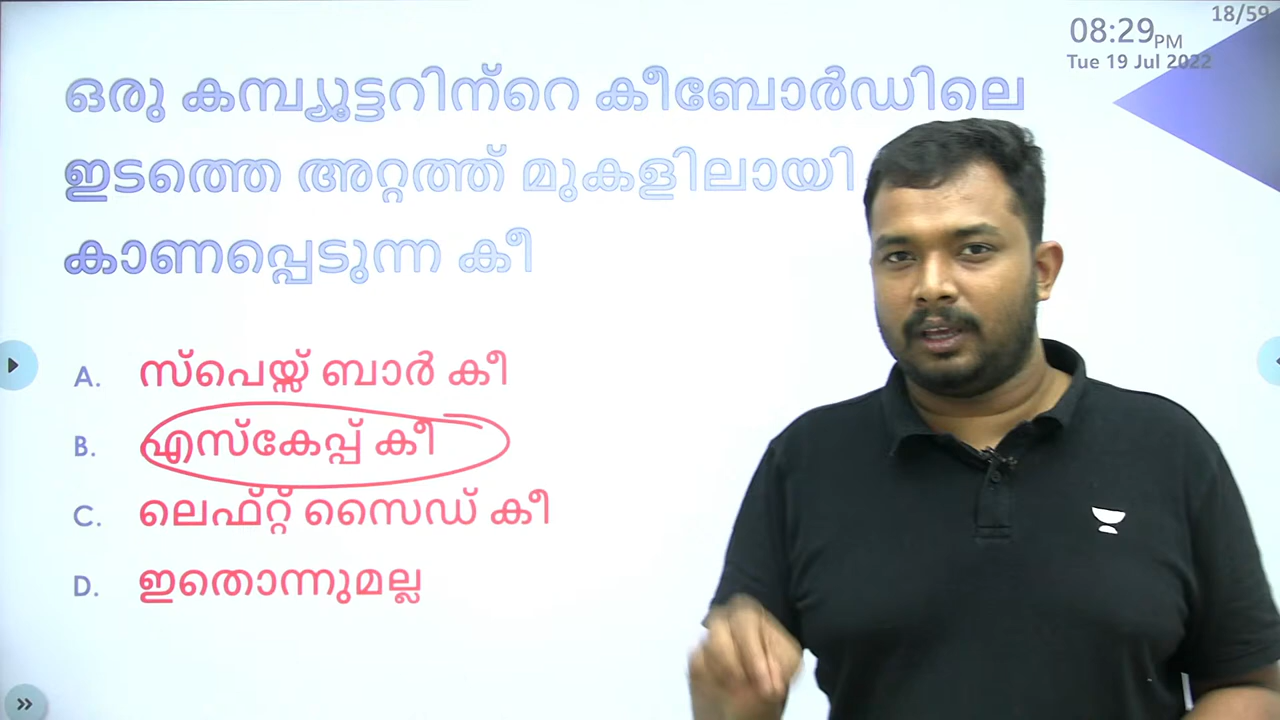 18/59
08:29PM
Tue 19 Jul 2022
ഒരു കമ്പ്യൂട്ടറിന്റെ കീബോർഡിലെ
ഇടത്തെ അറ്റത്ത് മുകളിലായി
കാണപ്പെടുന്ന കീ
A. സ്പെയ്സ് ബാർ കീ
B. എസ്കേപ്പ് കീ
C. ലെഫ്റ്റ് സൈഡ് കീ
D. ഇതൊന്നുമല്ല